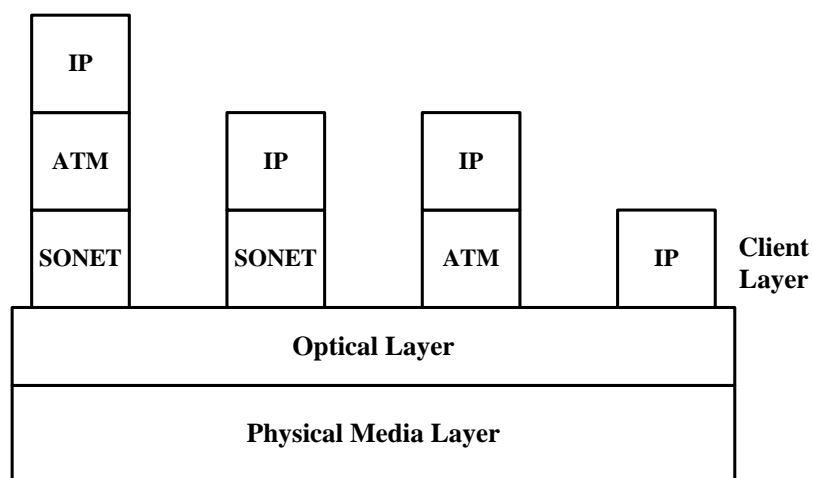 IP
ATM
IP
IP
SONET
SONET
ATM
IP
Client
Layer
Optical Layer
Physical Media Layer